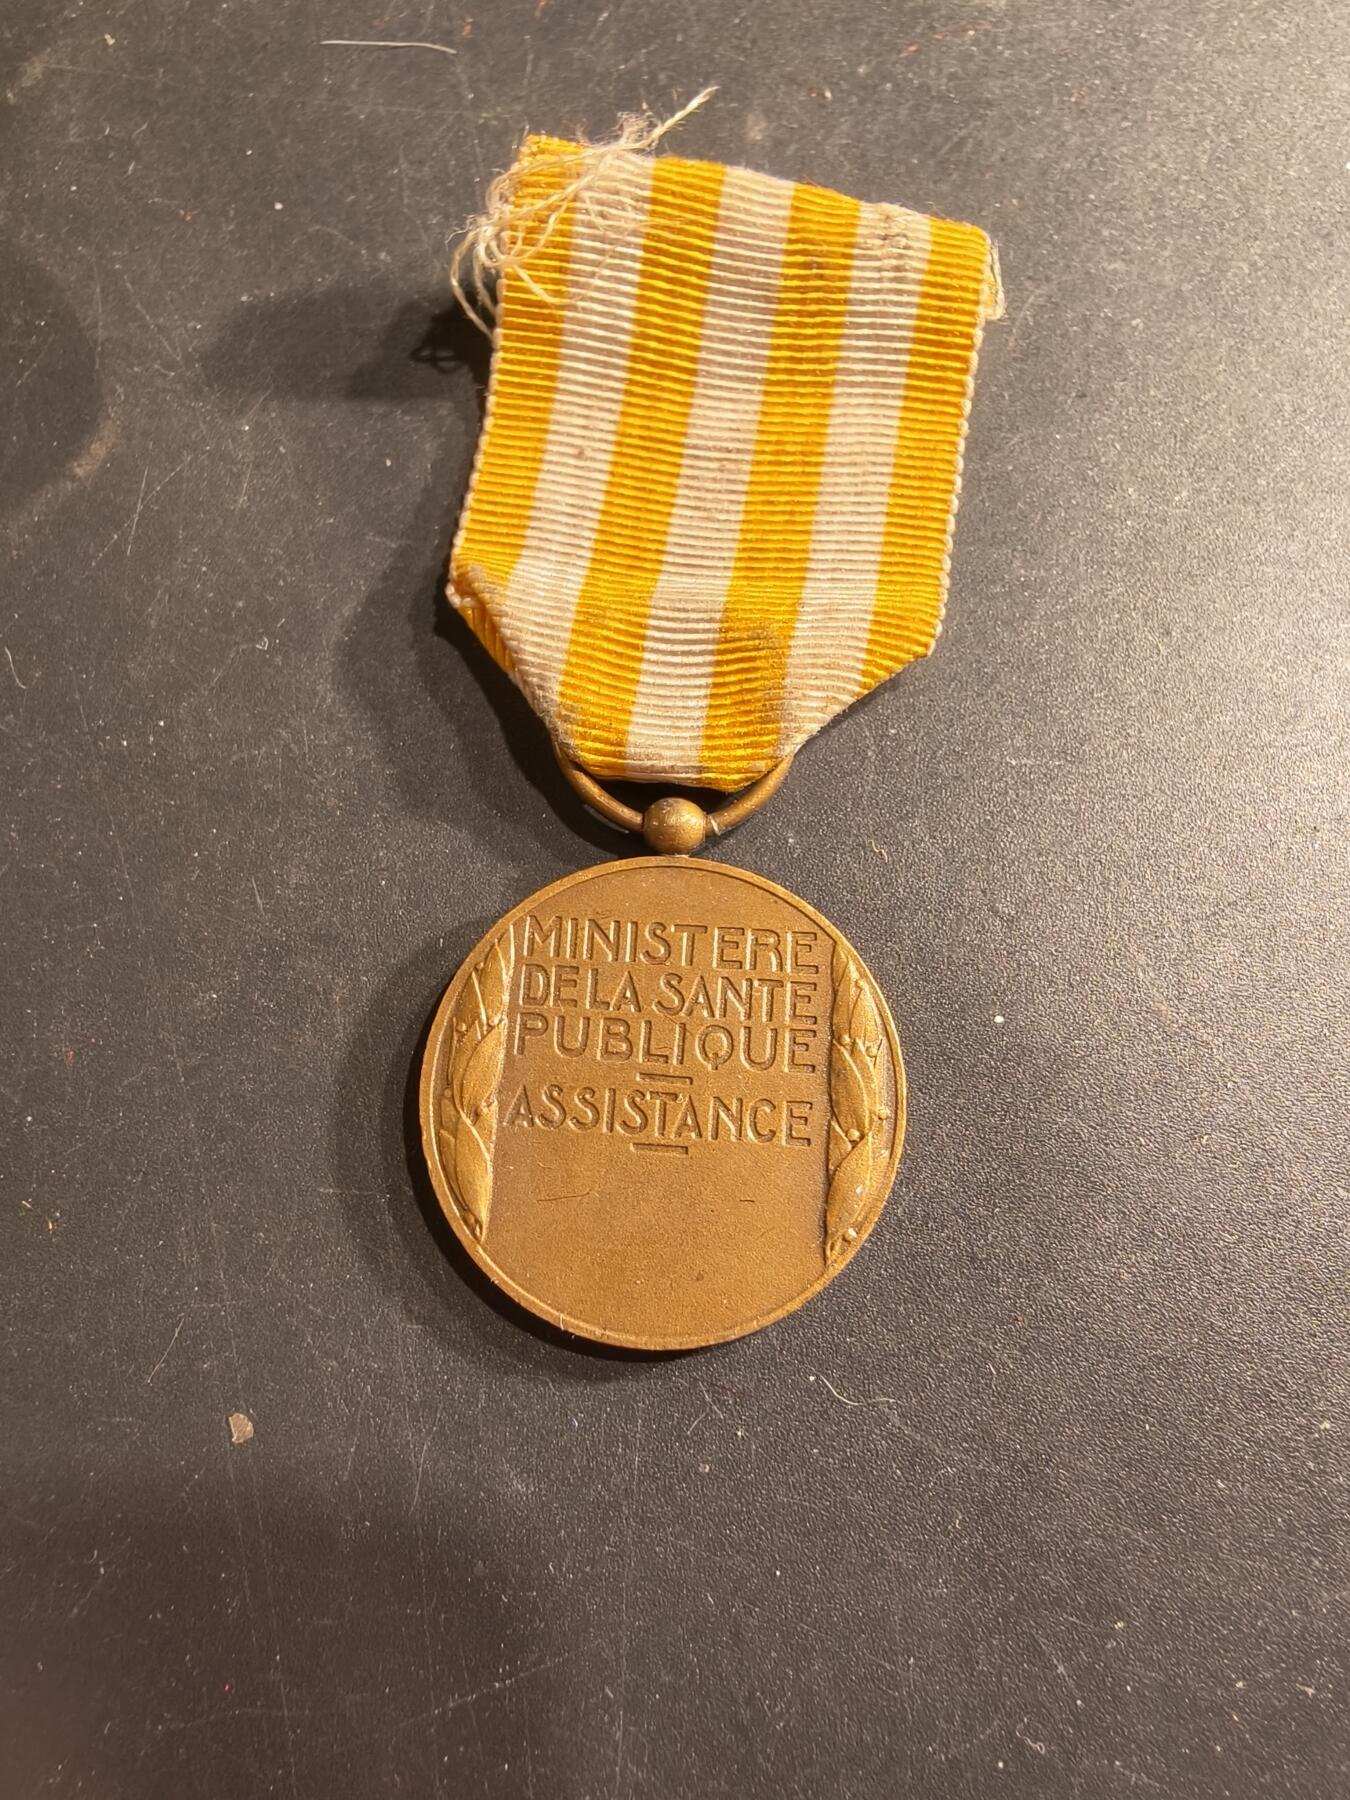 MINISTERE
DE LA SANTE
PUBLIQUE
ASSISTANCE